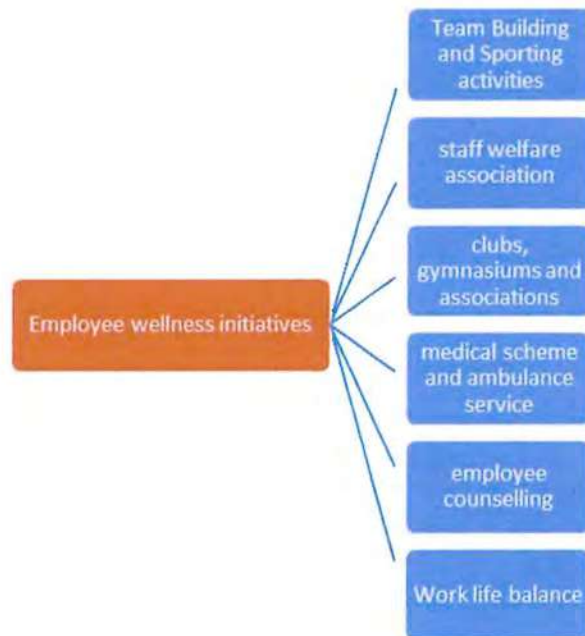 Team Building
and Sporting
activities
staff welfare
association
clubs,
gymnasiums and
associations
Employee wellness initiatives
medical scheme
and ambulance
service
employee
counselling
Work life balance